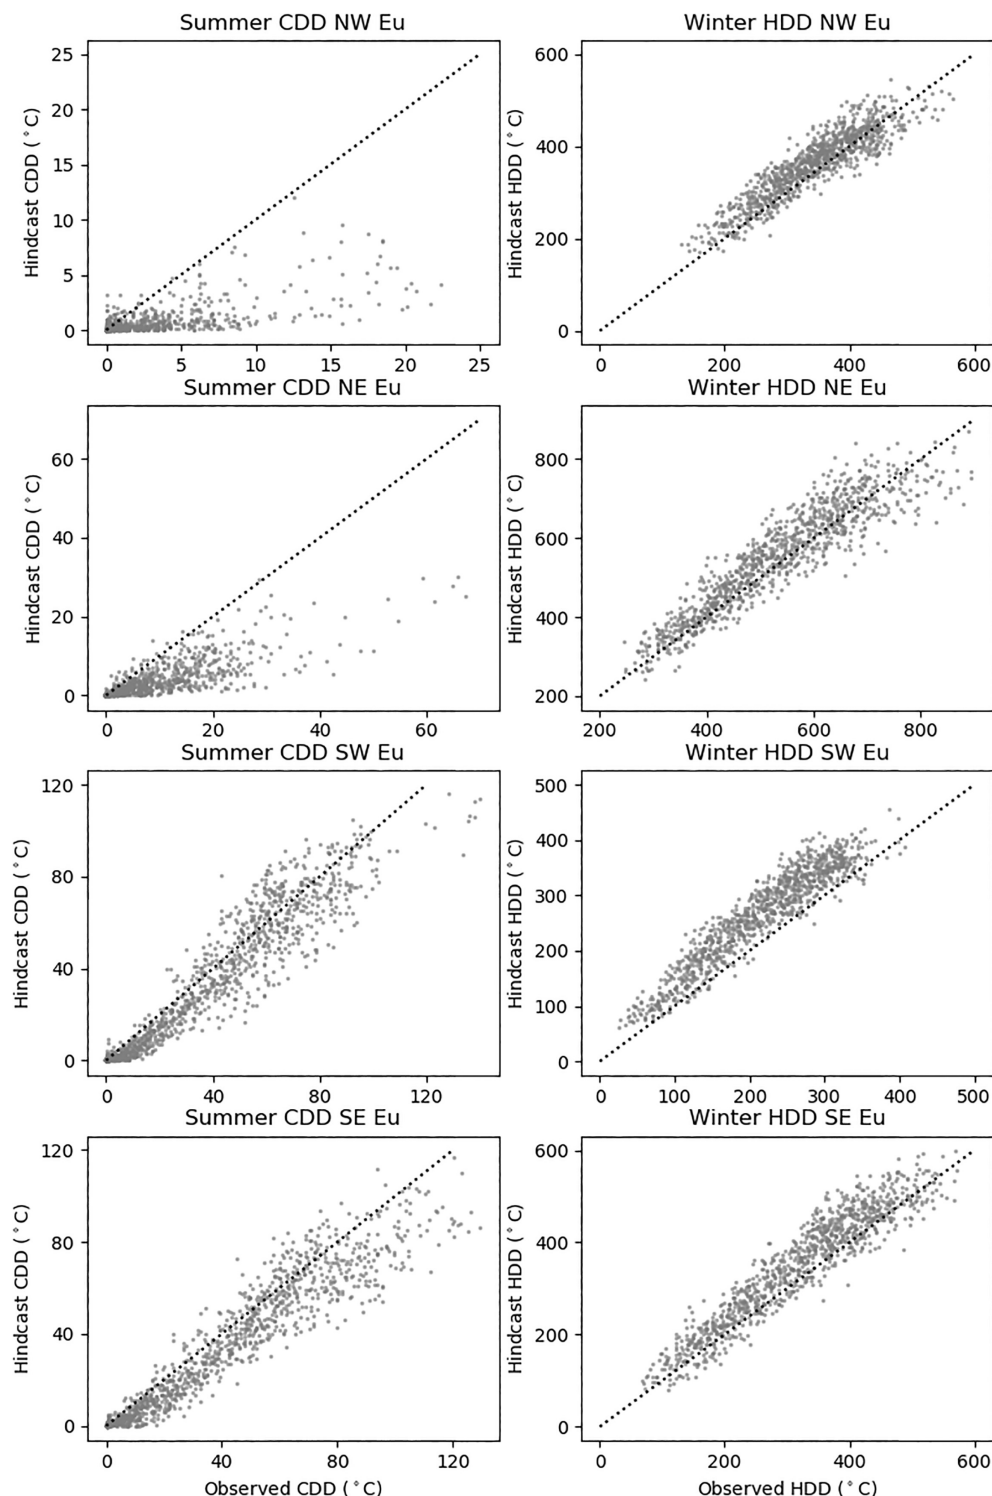 Summer CDD NW Eu
Winter HDD NW Eu
Hindcast CDD (°C)
25
20
15
10
5
0
0 5 10 15 20 25
Hindcast HDD (°C)
600
400
200
0
0 200 400 600
Summer CDD NE Eu
Winter HDD NE Eu
Hindcast CDD (°C)
60
40
20
0
0 20 40 60
Hindcast HDD (°C)
800
600
400
200
200 400 600 800
Summer CDD SW Eu
Winter HDD SW Eu
Hindcast CDD (°C)
120
80
40
0
0 40 80 120
Hindcast HDD (°C)
500
400
300
200
100
0
0 100 200 300 400 500
Summer CDD SE Eu
Winter HDD SE Eu
Hindcast CDD (°C)
120
80
40
0
0 40 80 120
Observed CDD (°C)
Hindcast HDD (°C)
600
400
200
0
0 200 400 600
Observed HDD (°C)